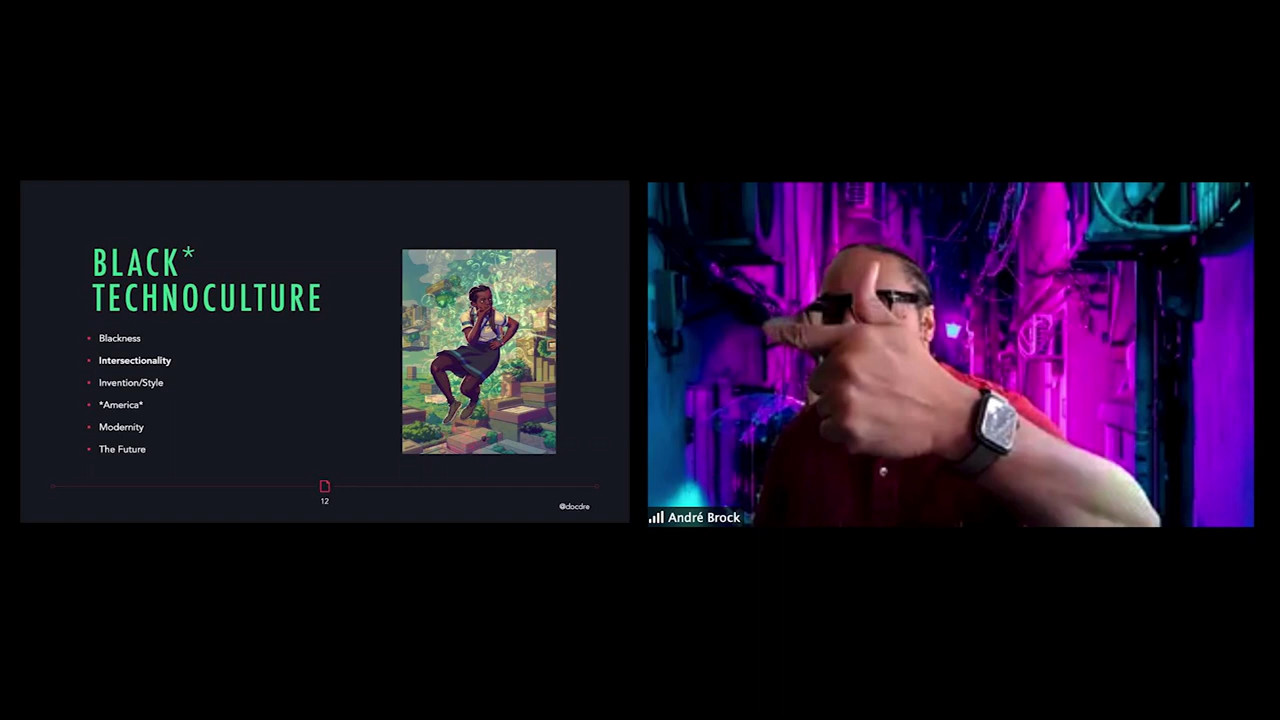 BLACK*
TECHNOCULTURE
Blackness
Intersectionality
Invention/Style
*America*
Modernity
The Future
12
@docdre
André Brock